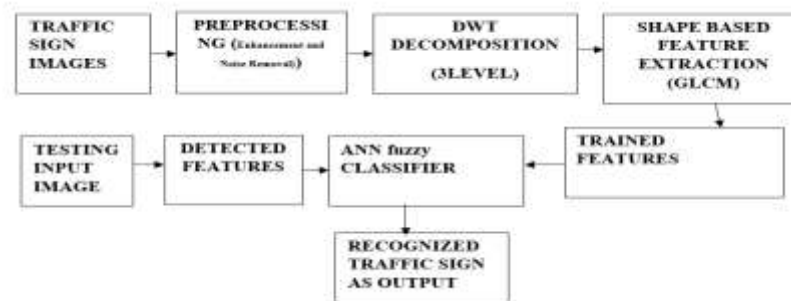 TRAFFIC
SIGN
IMAGES
PREPROCESSI
NG (Enhancement and
Noise Removal))
DWT
DECOMPOSITION
(3LEVEL)
SHAPE BASED
FEATURE
EXTRACTION
(GLCM)
TESTING
INPUT
IMAGE
DETECTED
FEATURES
ANN fuzzy
CLASSIFIER
TRAINED
FEATURES
RECOGNIZED
TRAFFIC SIGN
AS OUTPUT